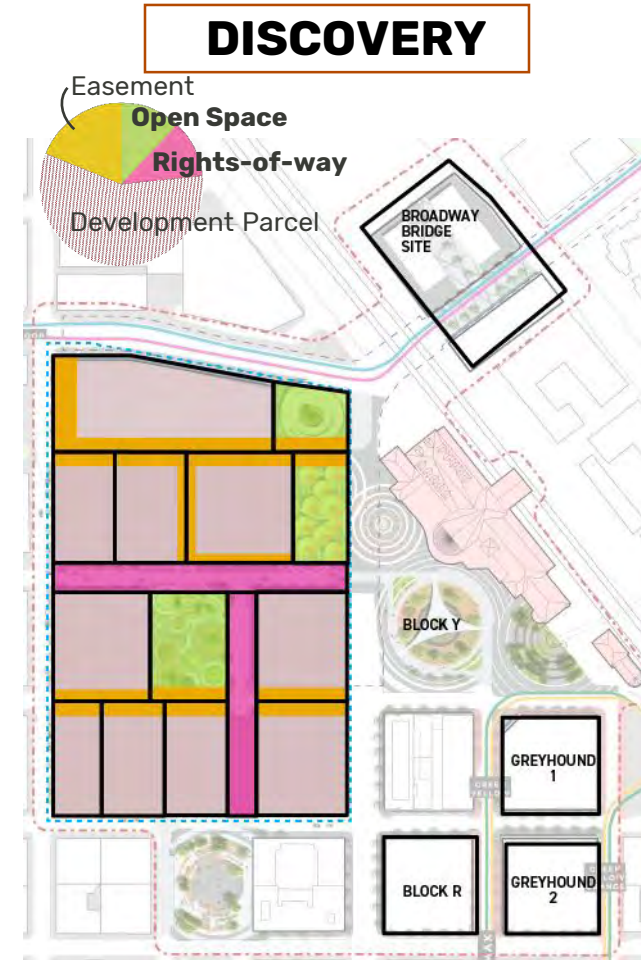 DISCOVERY
Easement
Open Space
Rights-of-way
Development Parcel
BROADWAY
BRIDGE
SITE
BLOCK Y
GREYHOUND
1
BLOCK R
GREYHOUND
2